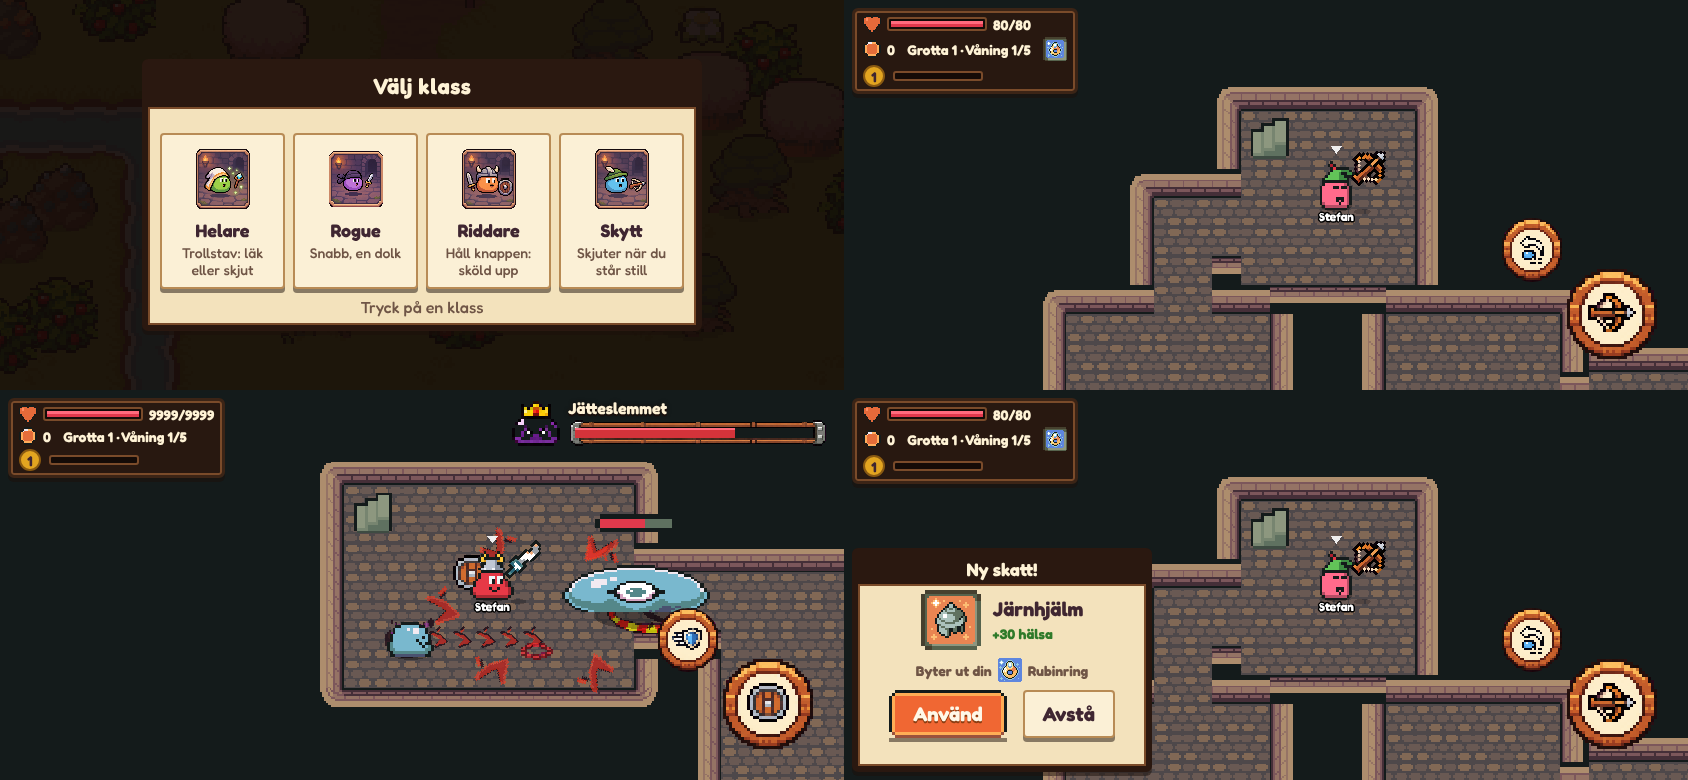 Välj klass
Helare
Trollstav: läk
eller skjut
Rogue
Snabb, en dolk
Riddare
Håll knappen:
sköld upp
Skytt
Skjuter när du
står still
Tryck på en klass
80/80
0 Grotta 1 · Våning 1/5
1
Stefan
9999/9999
0 Grotta 1 · Våning 1/5
1
Jätteslemmet
Stefan
80/80
0 Grotta 1 · Våning 1/5
1
Stefan
Ny skatt!
Järnhjälm
+30 hälsa
Byter ut din Rubinring
Använd
Avstå